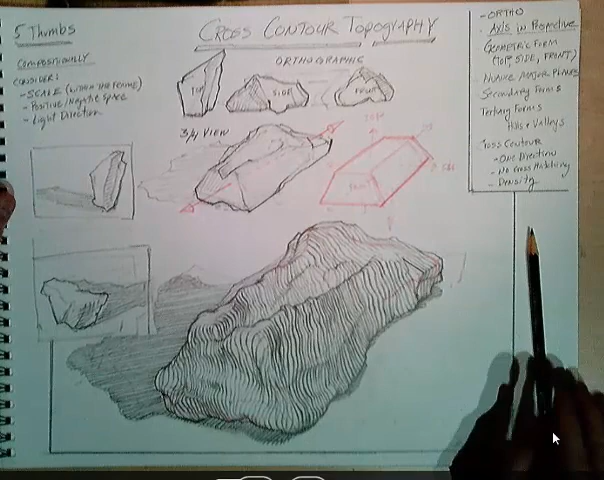 5 Thumbs
COMPOSITIONALLY
CONSIDER:
- SCALE (WITHIN THE FRAME)
- Positive/Negative Space
- Light Direction
CROSS CONTOUR TOPOGRAPHY
ORTHOGRAPHIC
TOP
SIDE
FRONT
3/4 VIEW
TOP
SIDE
- ORTHO
- Axis in Perspective
GEOMETRIC FORM
(TOP, SIDE, FRONT)
Major Planes
Secondary Forms
Tertiary Forms
Hills + Valleys
Cross Contour
- One Direction
- No Cross Hatching
- Density